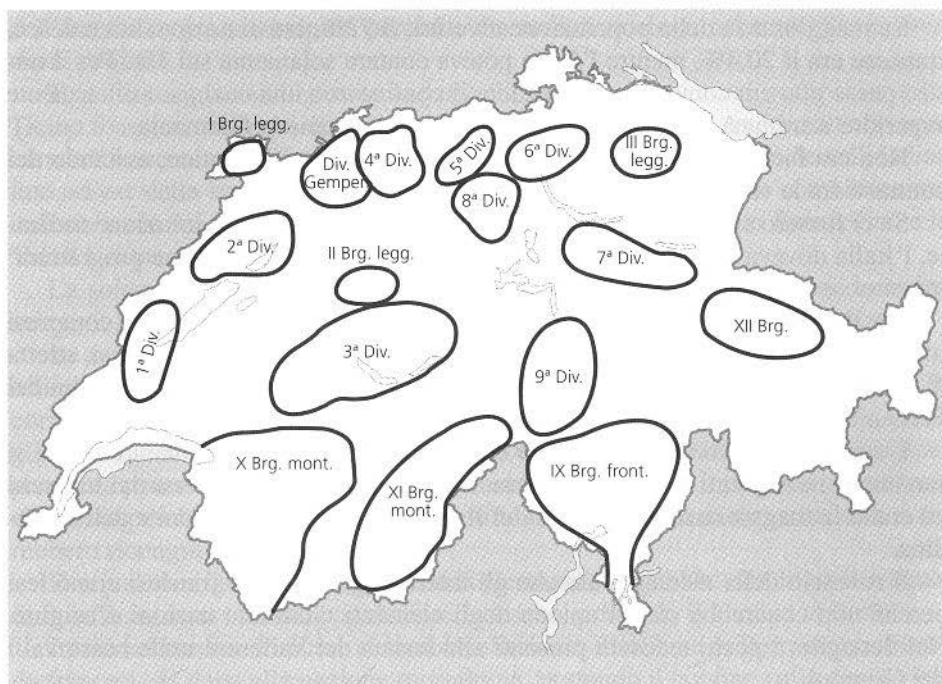 I Brg. legg.
Div.
Gempen
4ª Div.
5ª Div.
6ª Div.
III Brg.
legg.
8ª Div.
2ª Div.
II Brg. legg.
7ª Div.
1ª Div.
3ª Div.
XII Brg.
9ª Div.
X Brg. mont.
XI Brg.
mont.
IX Brg. front.